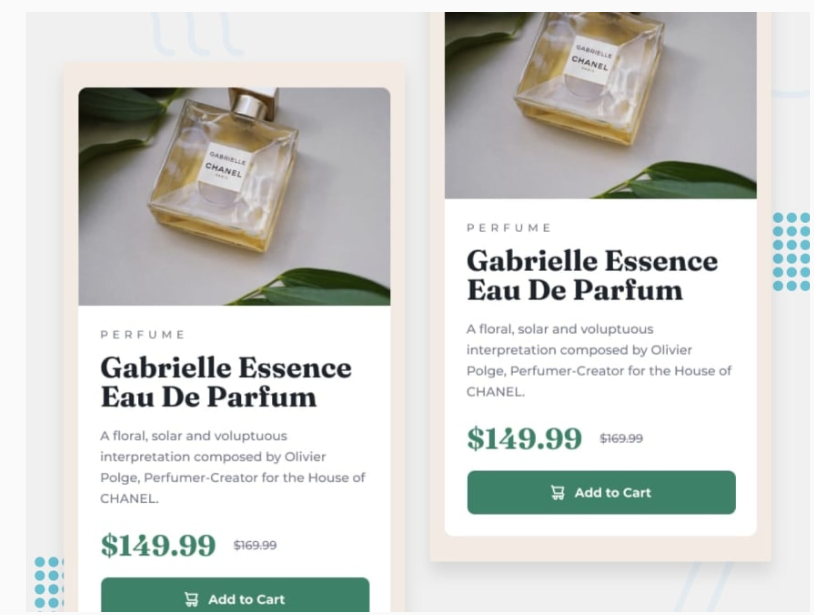 GABRIELLE
CHANEL
PARIS
PERFUME
Gabrielle Essence
Eau De Parfum
A floral, solar and voluptuous
interpretation composed by Olivier
Polge, Perfumer-Creator for the House of
CHANEL.
$149.99 $169.99
Add to Cart
GABRIELLE
CHANEL
PARIS
PERFUME
Gabrielle Essence
Eau De Parfum
A floral, solar and voluptuous
interpretation composed by Olivier
Polge, Perfumer-Creator for the House of
CHANEL.
$149.99 $169.99
Add to Cart